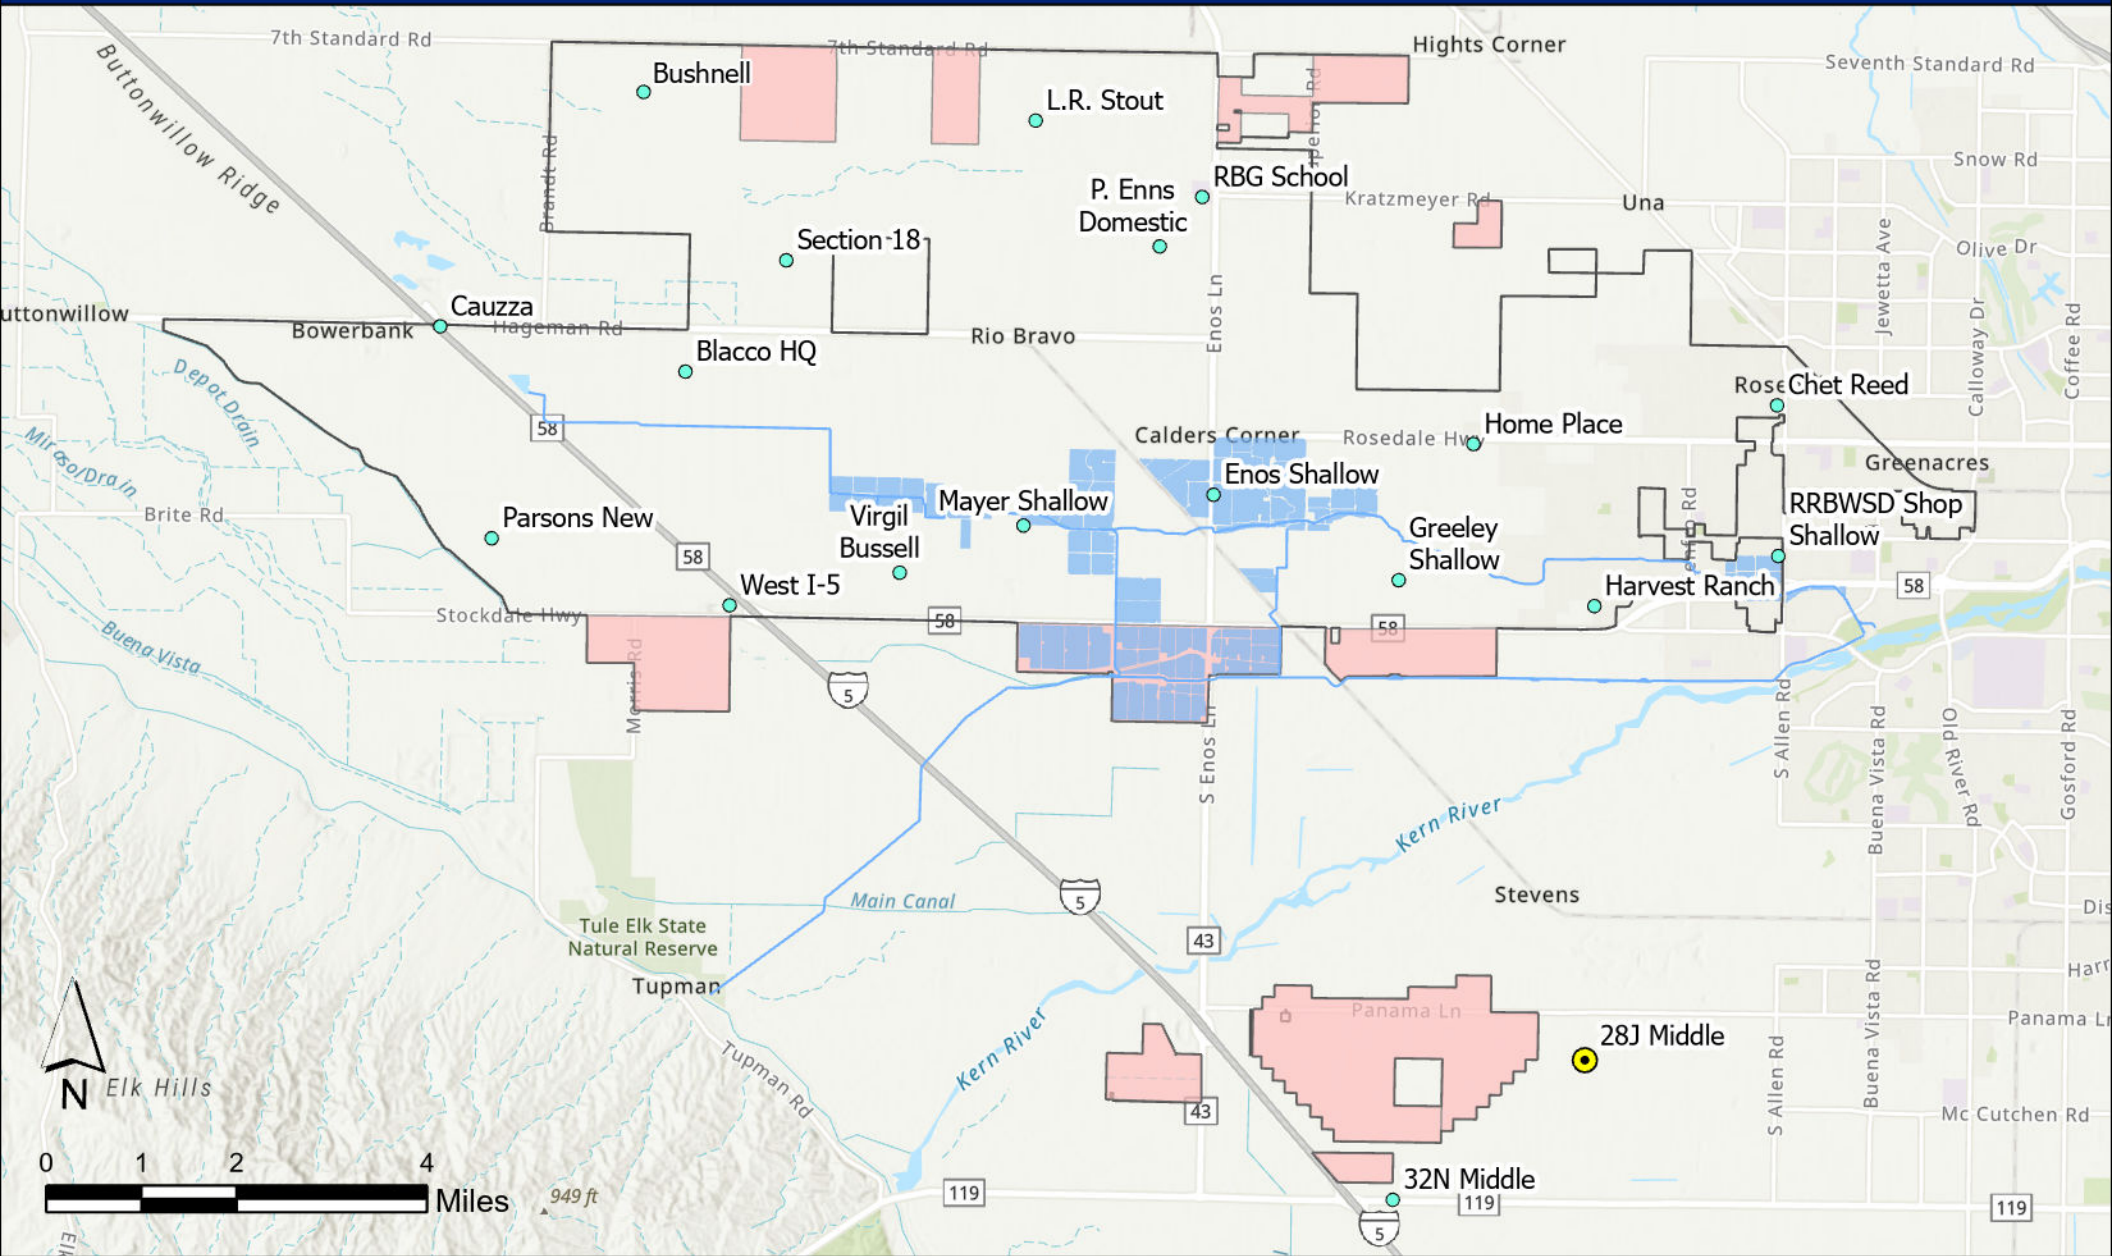 7th Standard Rd
7th Standard Rd
Hights Corner
Seventh Standard Rd
Buttonwillow Ridge
Bushnell
L.R. Stout
Brandt Rd
Snow Rd
RBG School
P. Enns
Domestic
Kratzmeyer Rd
Una
Section 18
Olive Dr
Jewetta Ave
Calloway Dr
Coffee Rd
Enos Ln
Cauzza
uttonwillow
Bowerbank
Hageman Rd
Rio Bravo
Blacco HQ
Depot Drain
Chet Reed
58
Calders Corner
Rosedale Hwy
Home Place
Greenacres
Enos Shallow
Mayer Shallow
Brite Rd
Parsons New
Virgil
Bussell
RRBWSD Shop
Shallow
Greeley
Shallow
58
West I-5
Harvest Ranch
58
Stockdale Hwy
58
58
Buena Vista
Morris Rd
5
S Enos Ln
S Allen Rd
Buena Vista Rd
Old River Rd
Gosford Rd
Kern River
Main Canal
5
Stevens
Tule Elk State
Natural Reserve
43
Tupman
Kern River
Panama Ln
Panama Ln
28J Middle
Tupman Rd
S Allen Rd
Buena Vista Rd
N
Elk Hills
43
Mc Cutchen Rd
0 1 2 4
Miles
949 ft
119
32N Middle
119
119
5